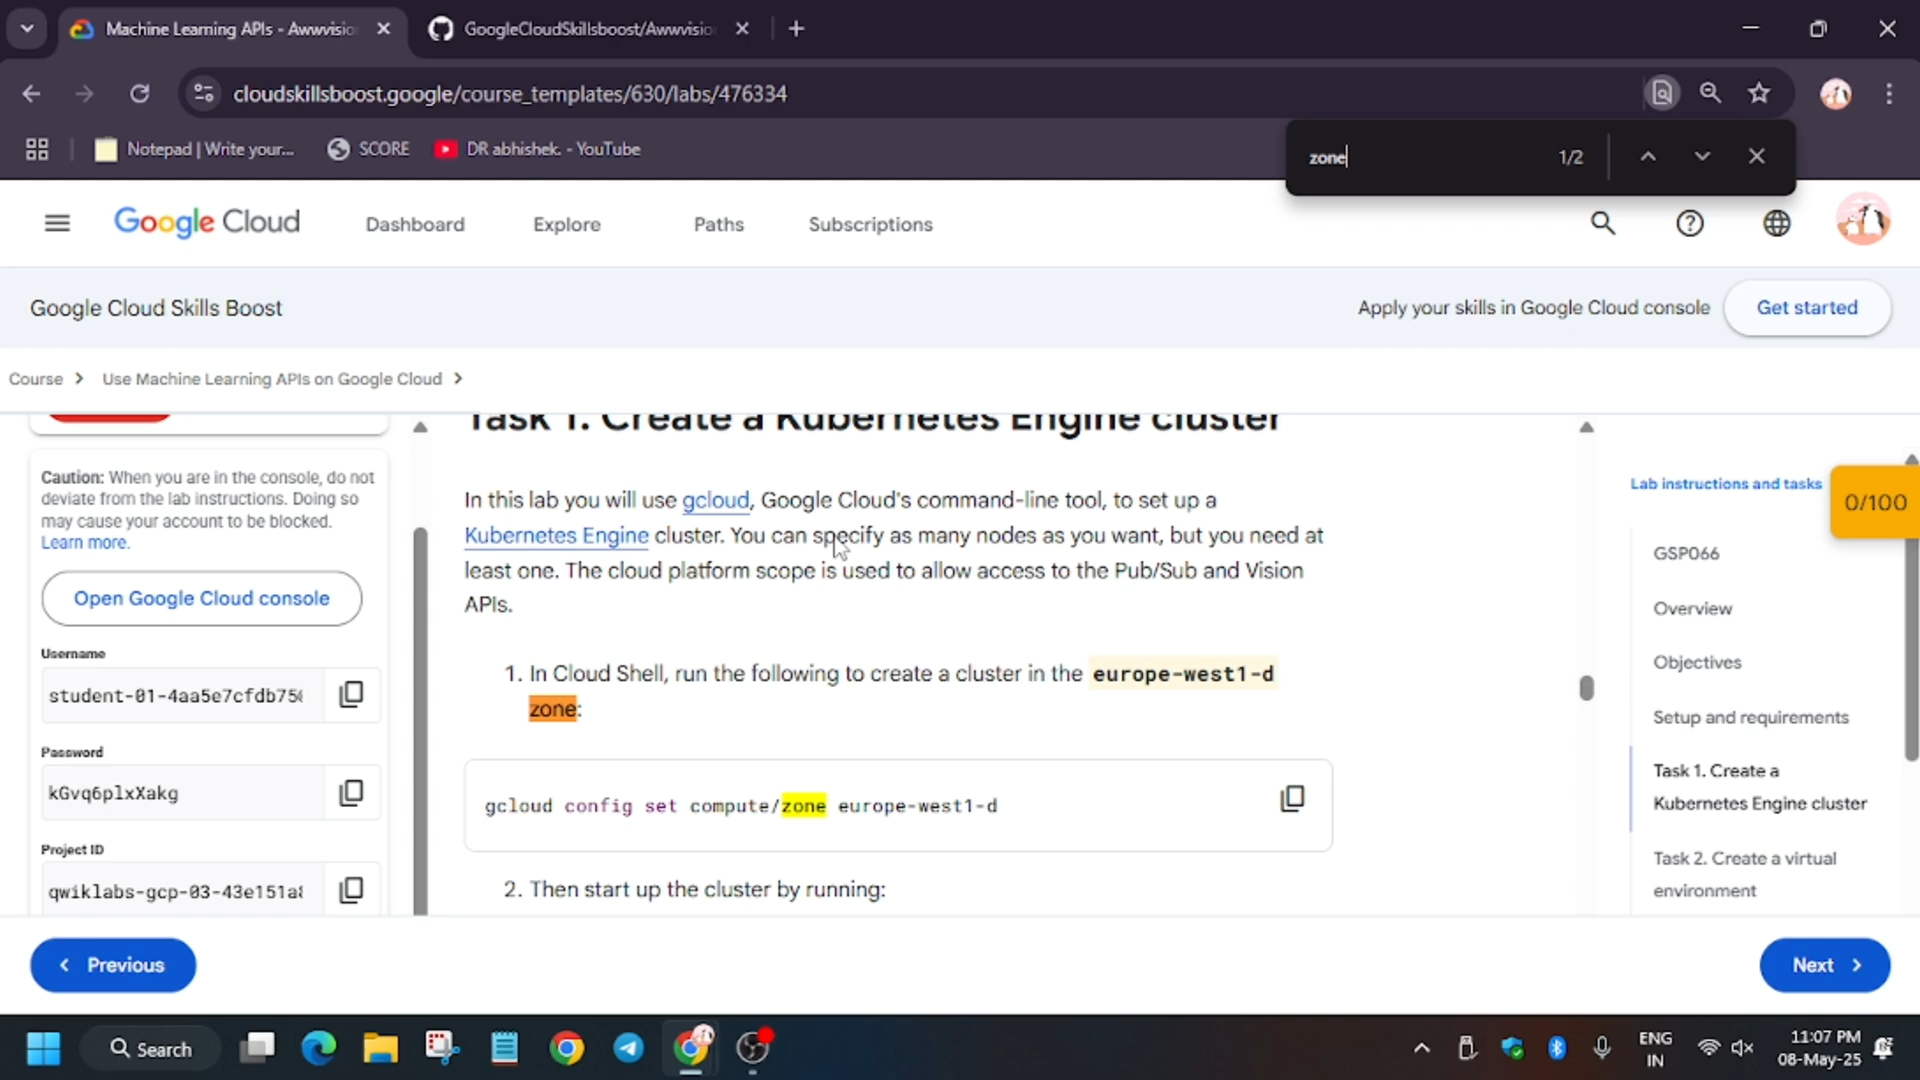 Machine Learning APIs - Awwvisio
GoogleCloudSkillsboost/Awwvisio
cloudskillsboost.google/course_templates/630/labs/476334
Notepad | Write your...
SCORE
DR abhishek. - YouTube
zone
1/2
Google Cloud
Dashboard
Explore
Paths
Subscriptions
Google Cloud Skills Boost
Apply your skills in Google Cloud console
Get started
Course
Use Machine Learning APIs on Google Cloud
Caution: When you are in the console, do not
deviate from the lab instructions. Doing so
may cause your account to be blocked.
Learn more.
Open Google Cloud console
Username
student-01-4aa5e7cfdb750
Password
kGvq6plxXakg
Project ID
qwiklabs-gcp-03-43e151a8
Task 1. Create a Kubernetes Engine cluster
In this lab you will use gcloud, Google Cloud's command-line tool, to set up a
Kubernetes Engine cluster. You can specify as many nodes as you want, but you need at
least one. The cloud platform scope is used to allow access to the Pub/Sub and Vision
APIs.
1. In Cloud Shell, run the following to create a cluster in the europe-west1-d
zone:
gcloud config set compute/zone europe-west1-d
2. Then start up the cluster by running:
Lab instructions and tasks
0/100
GSP066
Overview
Objectives
Setup and requirements
Task 1. Create a
Kubernetes Engine cluster
Task 2. Create a virtual
environment
Previous
Next
Search
ENG
IN
11:07 PM
08-May-25